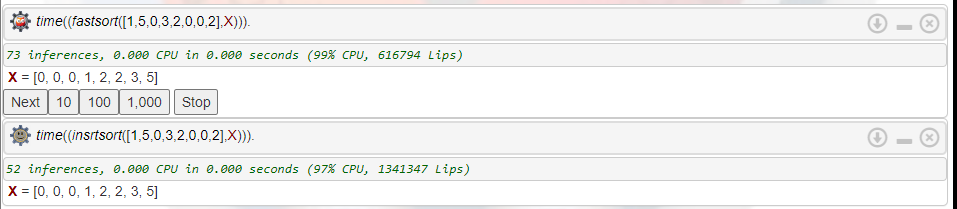 time((fastsort([1,5,0,3,2,0,0,2],X))).
73 inferences, 0.000 CPU in 0.000 seconds (99% CPU, 616794 Lips)
X = [0, 0, 0, 1, 2, 2, 3, 5]
Next 10 100 1,000 Stop
time((insrtsort([1,5,0,3,2,0,0,2],X))).
52 inferences, 0.000 CPU in 0.000 seconds (97% CPU, 1341347 Lips)
X = [0, 0, 0, 1, 2, 2, 3, 5]